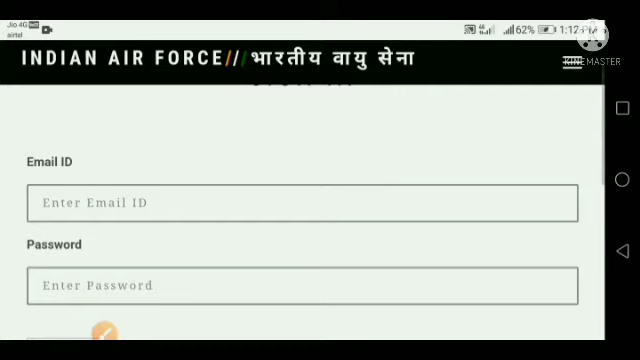 Jio 4G
airtel
62% 1:12 PM
KINEMASTER
INDIAN AIR FORCE//भारतीय वायु सेना
Email ID
Enter Email ID
Password
Enter Password